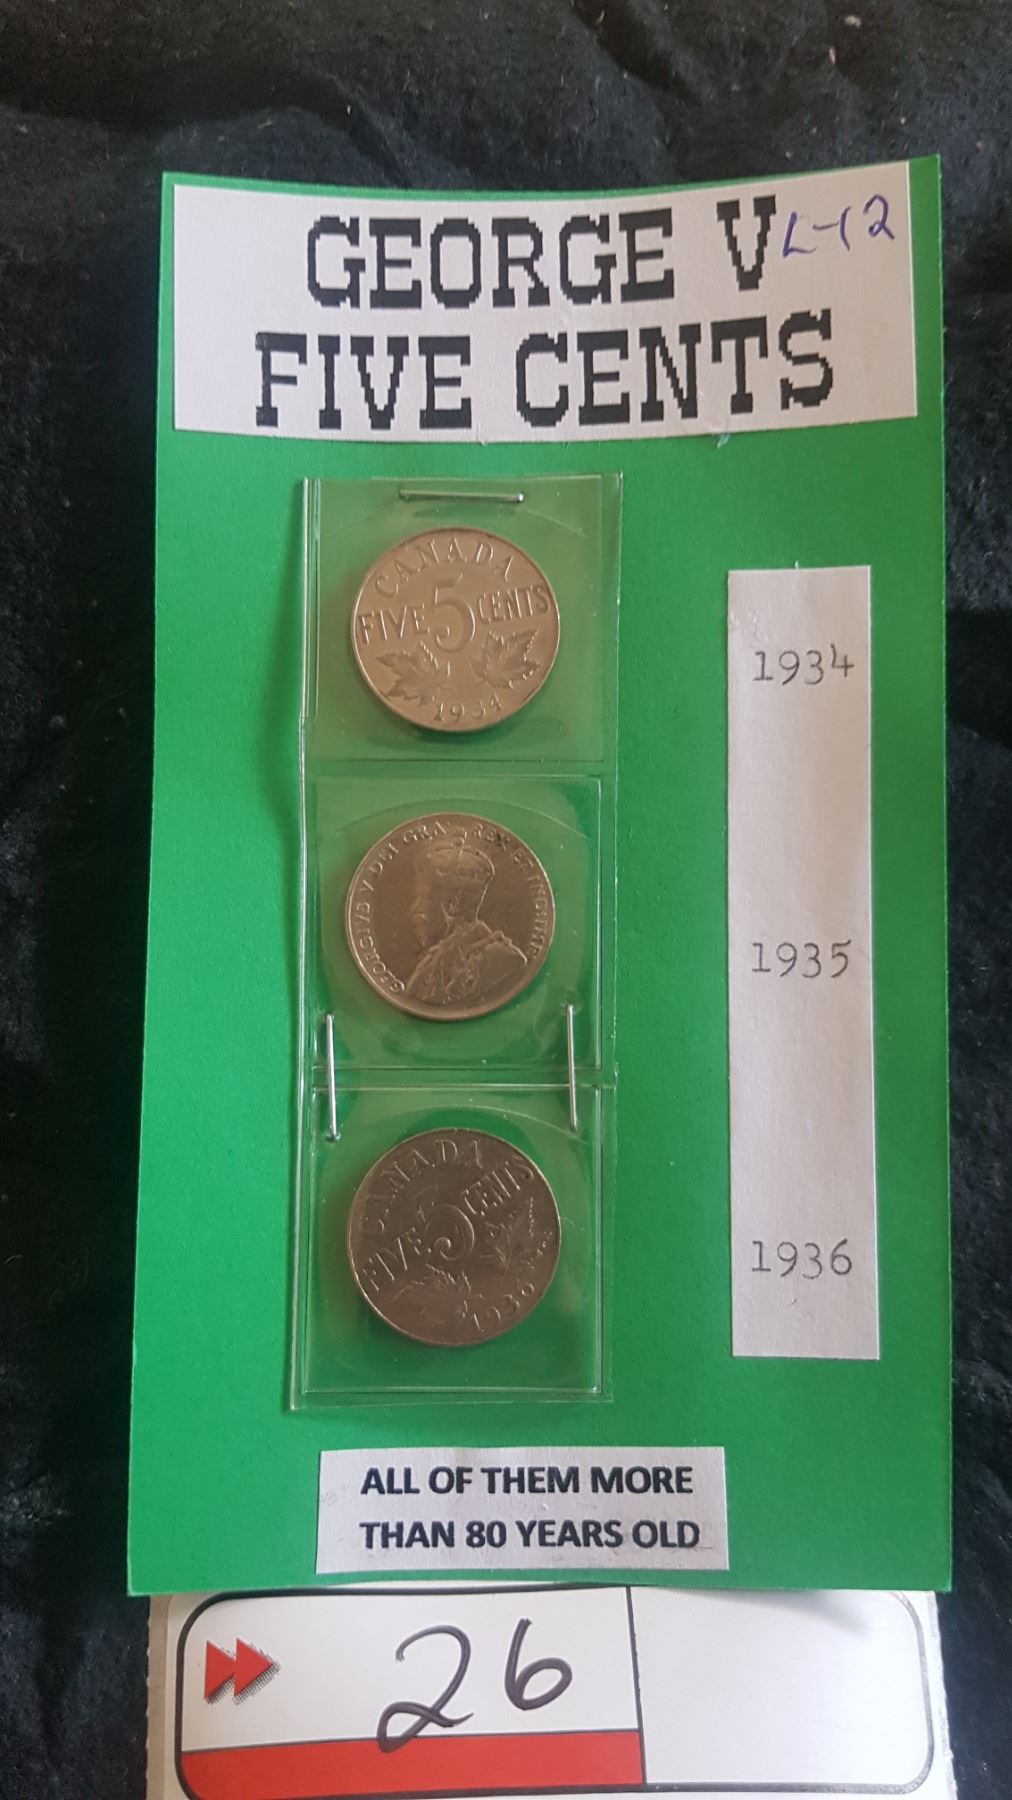 GEORGE V L-12
FIVE CENTS
CANADA
FIVE 5 CENTS
1934
1934
GEORGIVS V DEI GRA: REX ET IND:IMP:
1935
CANADA
FIVE 5 CENTS
1936
1936
ALL OF THEM MORE
THAN 80 YEARS OLD
26